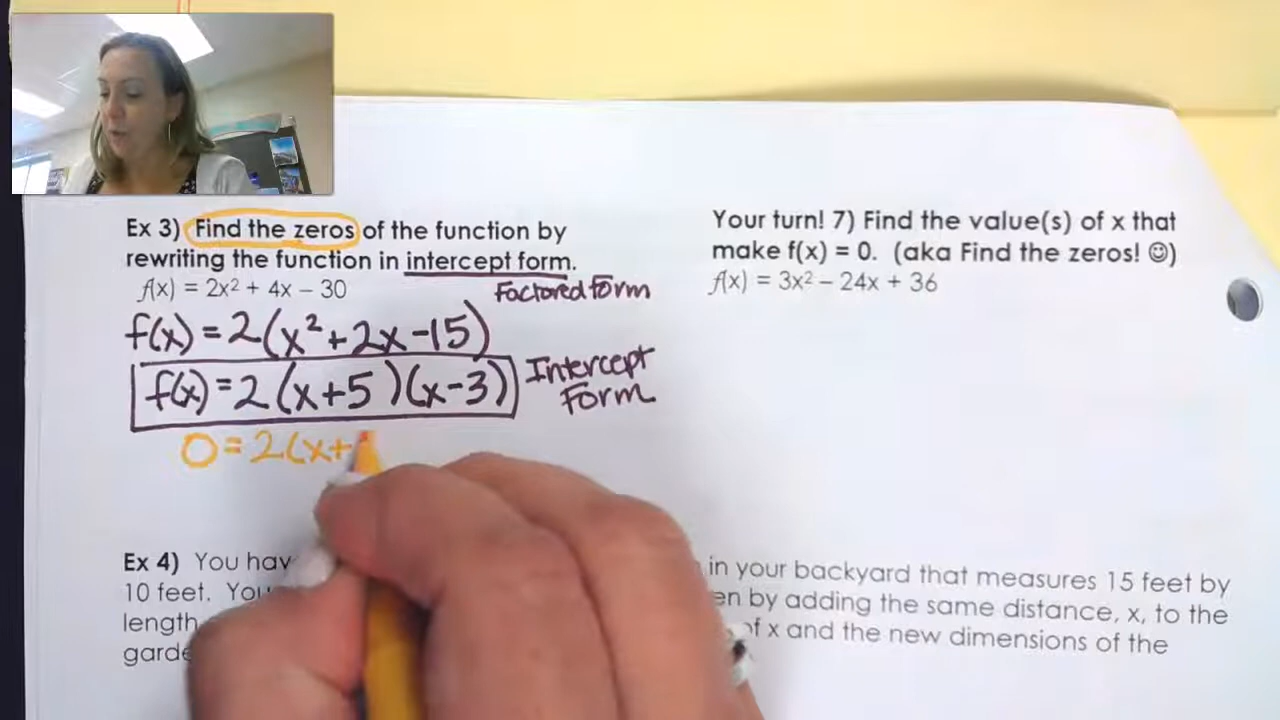 Ex 3) Find the zeros of the function by
rewriting the function in intercept form.
f(x) = 2x² + 4x – 30
Factored Form
f(x) = 2(x² + 2x - 15)
f(x) = 2(x+5)(x-3)
Intercept
Form
0 = 2(x+
Your turn! 7) Find the value(s) of x that
make f(x) = 0. (aka Find the zeros! ☺)
f(x) = 3x² – 24x + 36
Ex 4) You hav
in your backyard that measures 15 feet by
10 feet.
by adding the same distance, x, to the
length
of x and the new dimensions of the